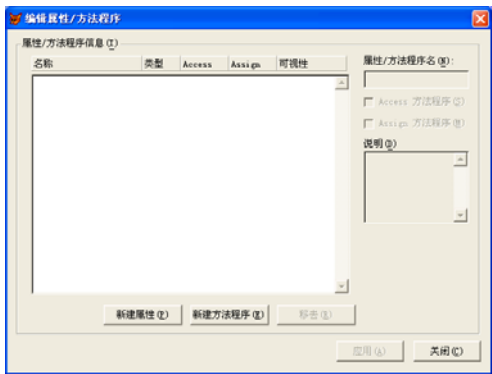 编辑属性/方法程序
属性/方法程序信息(I)
名称 类型 Access Assign 可视性
属性/方法程序名(N):
Access 方法程序(S)
Assign 方法程序(M)
说明(D)
新建属性(P) 新建方法程序(E) 移去(R)
应用(A) 关闭(C)